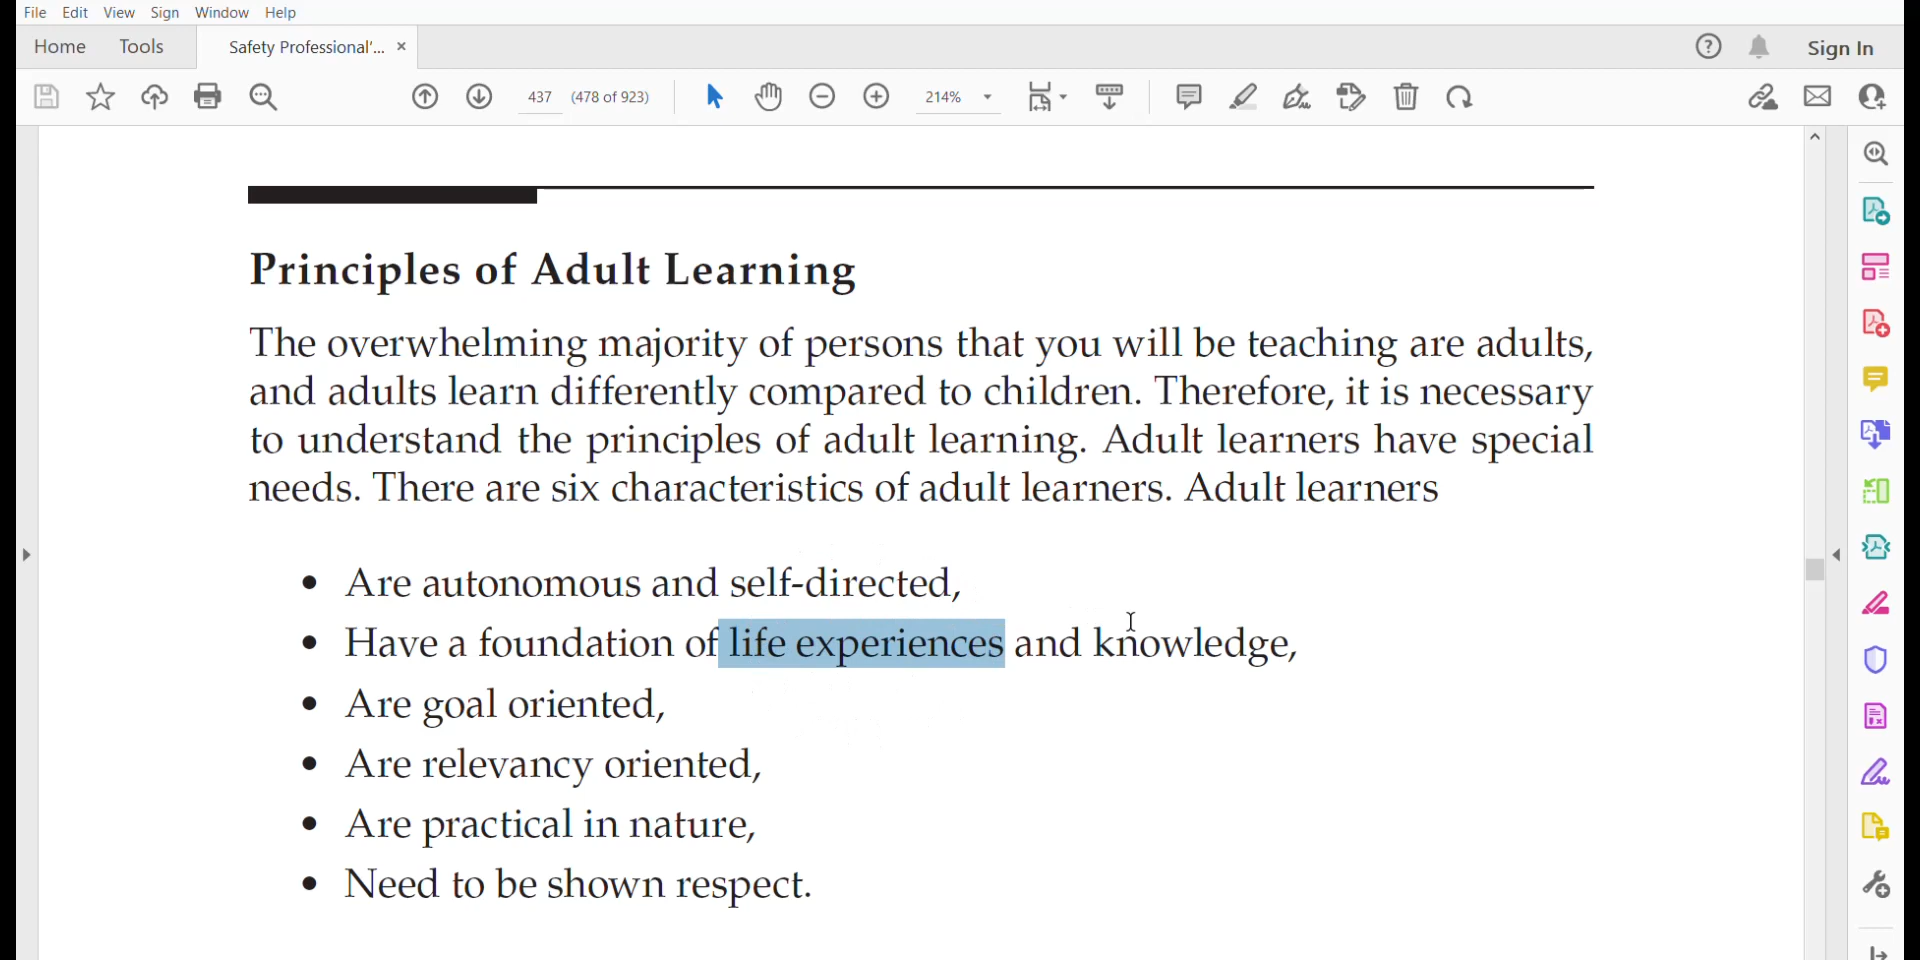 File Edit View Sign Window Help
Home Tools Safety Professional'... × Sign In
437 (478 of 923) 214%
Principles of Adult Learning
The overwhelming majority of persons that you will be teaching are adults,
and adults learn differently compared to children. Therefore, it is necessary
to understand the principles of adult learning. Adult learners have special
needs. There are six characteristics of adult learners. Adult learners
• Are autonomous and self-directed,
• Have a foundation of life experiences and knowledge,
• Are goal oriented,
• Are relevancy oriented,
• Are practical in nature,
• Need to be shown respect.